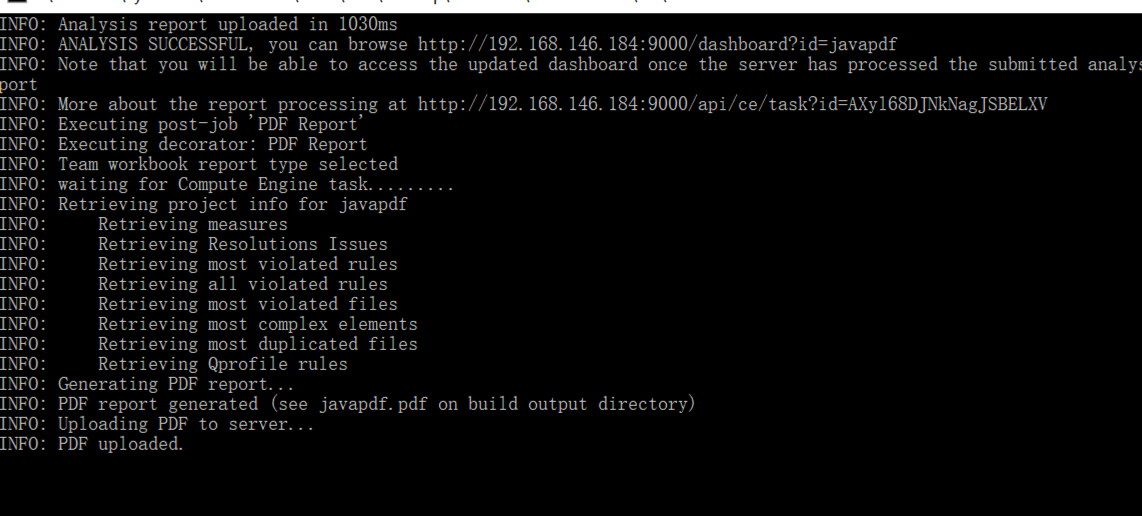 INFO: Analysis report uploaded in 1030ms
INFO: ANALYSIS SUCCESSFUL, you can browse http://192.168.146.184:9000/dashboard?id=javapdf
INFO: Note that you will be able to access the updated dashboard once the server has processed the submitted analys
port
INFO: More about the report processing at http://192.168.146.184:9000/api/ce/task?id=AXyl68DJNkNagJSBELXV
INFO: Executing post-job 'PDF Report'
INFO: Executing decorator: PDF Report
INFO: Team workbook report type selected
INFO: waiting for Compute Engine task.........
INFO: Retrieving project info for javapdf
INFO:     Retrieving measures
INFO:     Retrieving Resolutions Issues
INFO:     Retrieving most violated rules
INFO:     Retrieving all violated rules
INFO:     Retrieving most violated files
INFO:     Retrieving most complex elements
INFO:     Retrieving most duplicated files
INFO:     Retrieving Qprofile rules
INFO: Generating PDF report...
INFO: PDF report generated (see javapdf.pdf on build output directory)
INFO: Uploading PDF to server...
INFO: PDF uploaded.